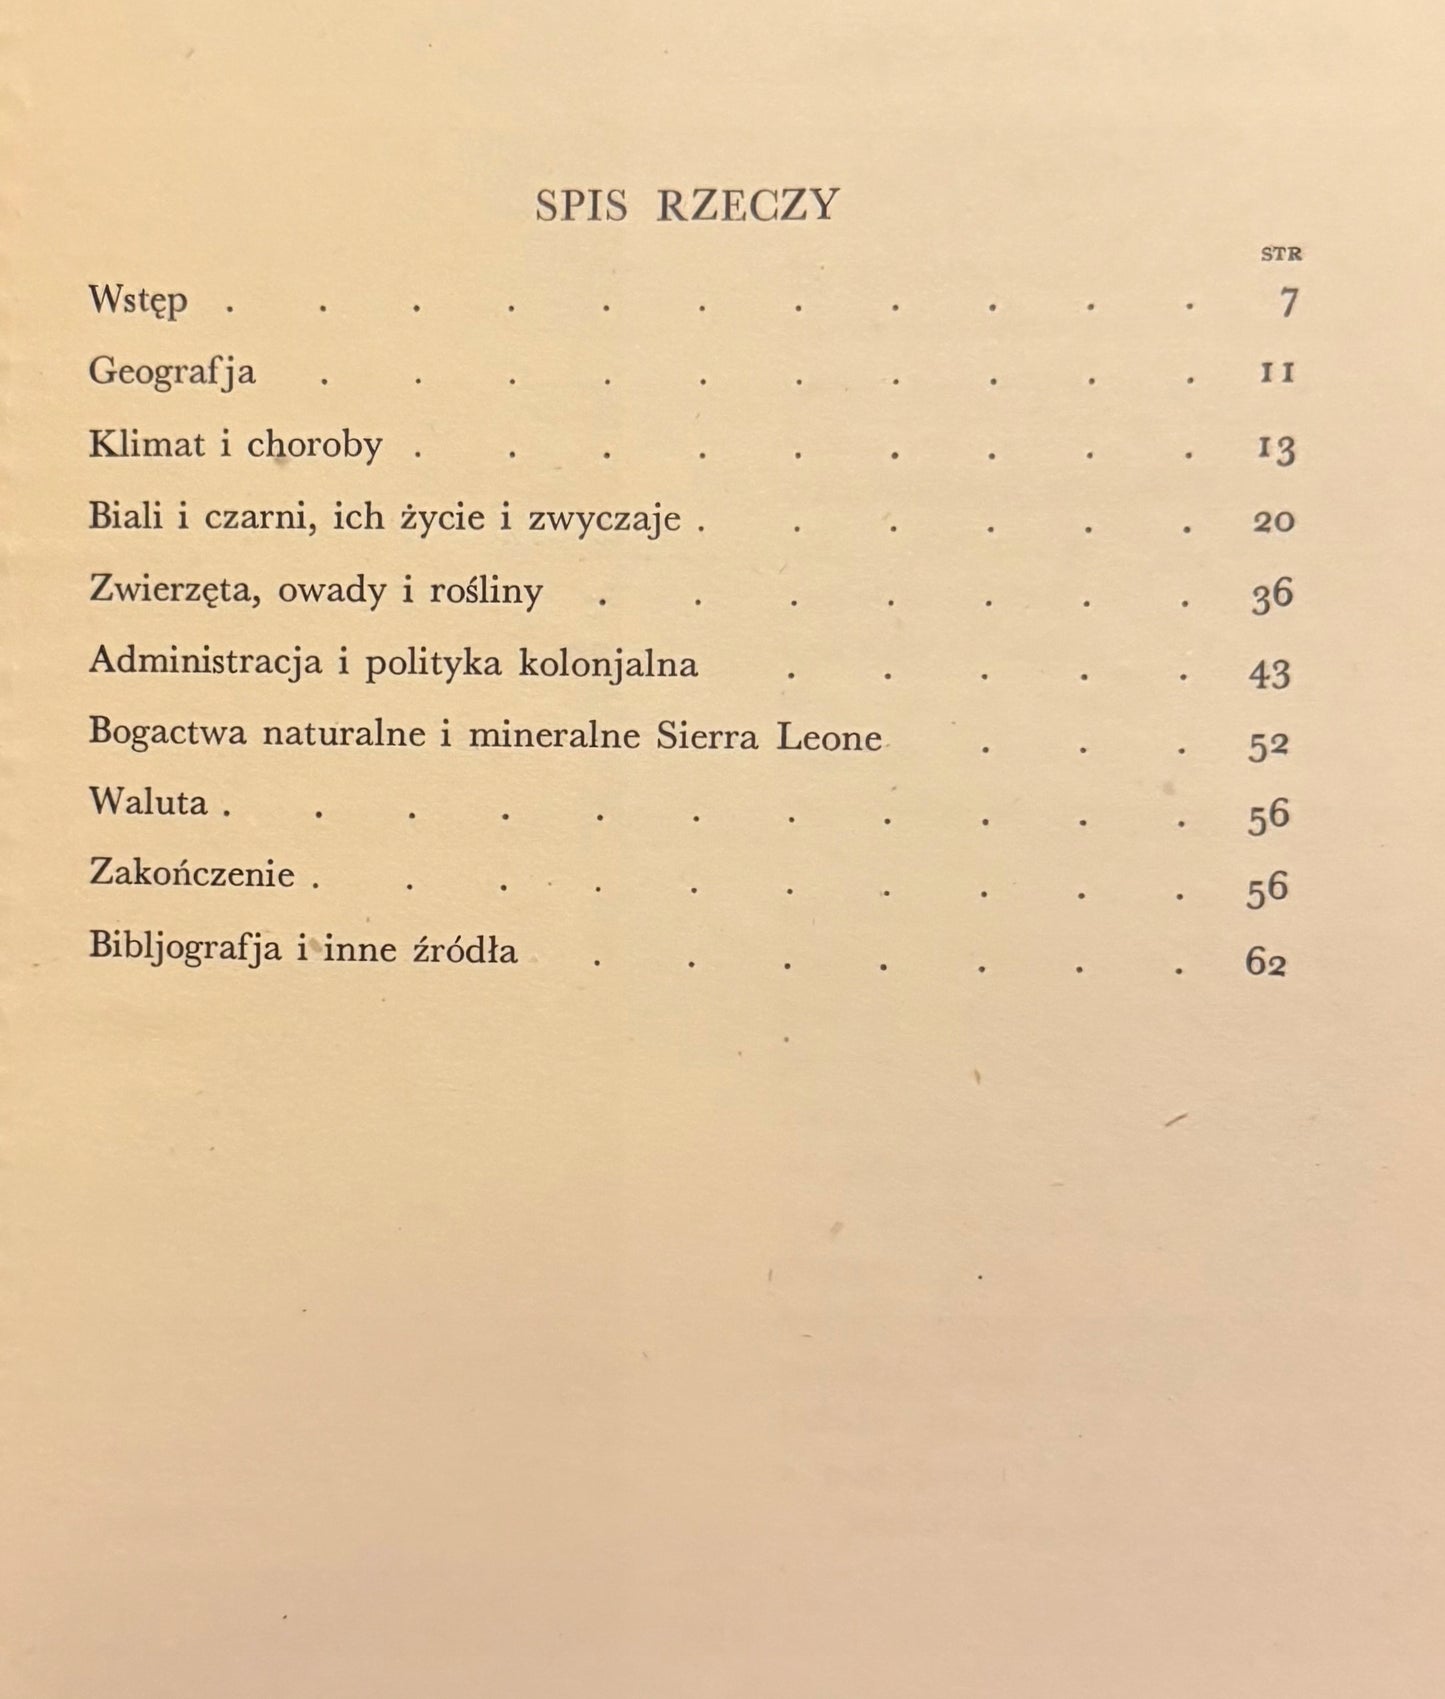 SPIS RZECZY
STR
Wstęp . . . . . . . . . . . 7
Geografja . . . . . . . . . . 11
Klimat i choroby . . . . . . . . . 13
Biali i czarni, ich życie i zwyczaje . . . . . . 20
Zwierzęta, owady i rośliny . . . . . . . 36
Administracja i polityka kolonjalna . . . . . 43
Bogactwa naturalne i mineralne Sierra Leone . . . 52
Waluta . . . . . . . . . . . 56
Zakończenie . . . . . . . . . . 56
Bibljografja i inne źródła . . . . . . . 62